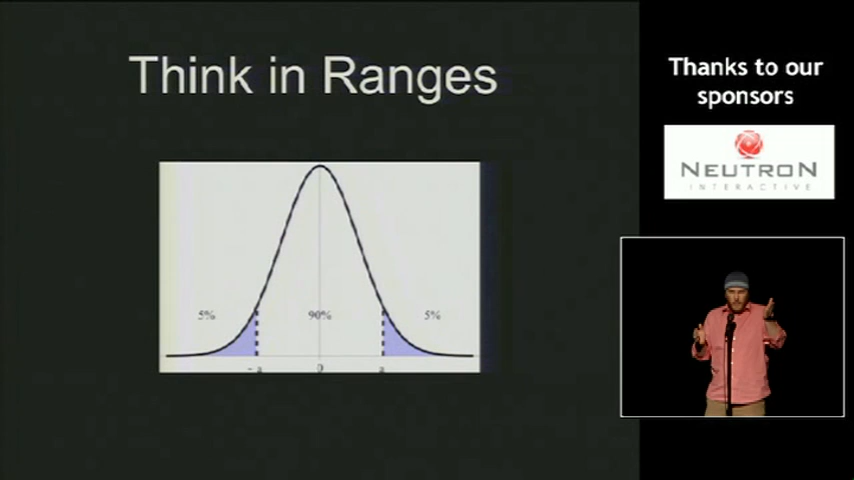 Think in Ranges
5%
90%
5%
0
Thanks to our
sponsors
NEUTRON
INTERACTIVE